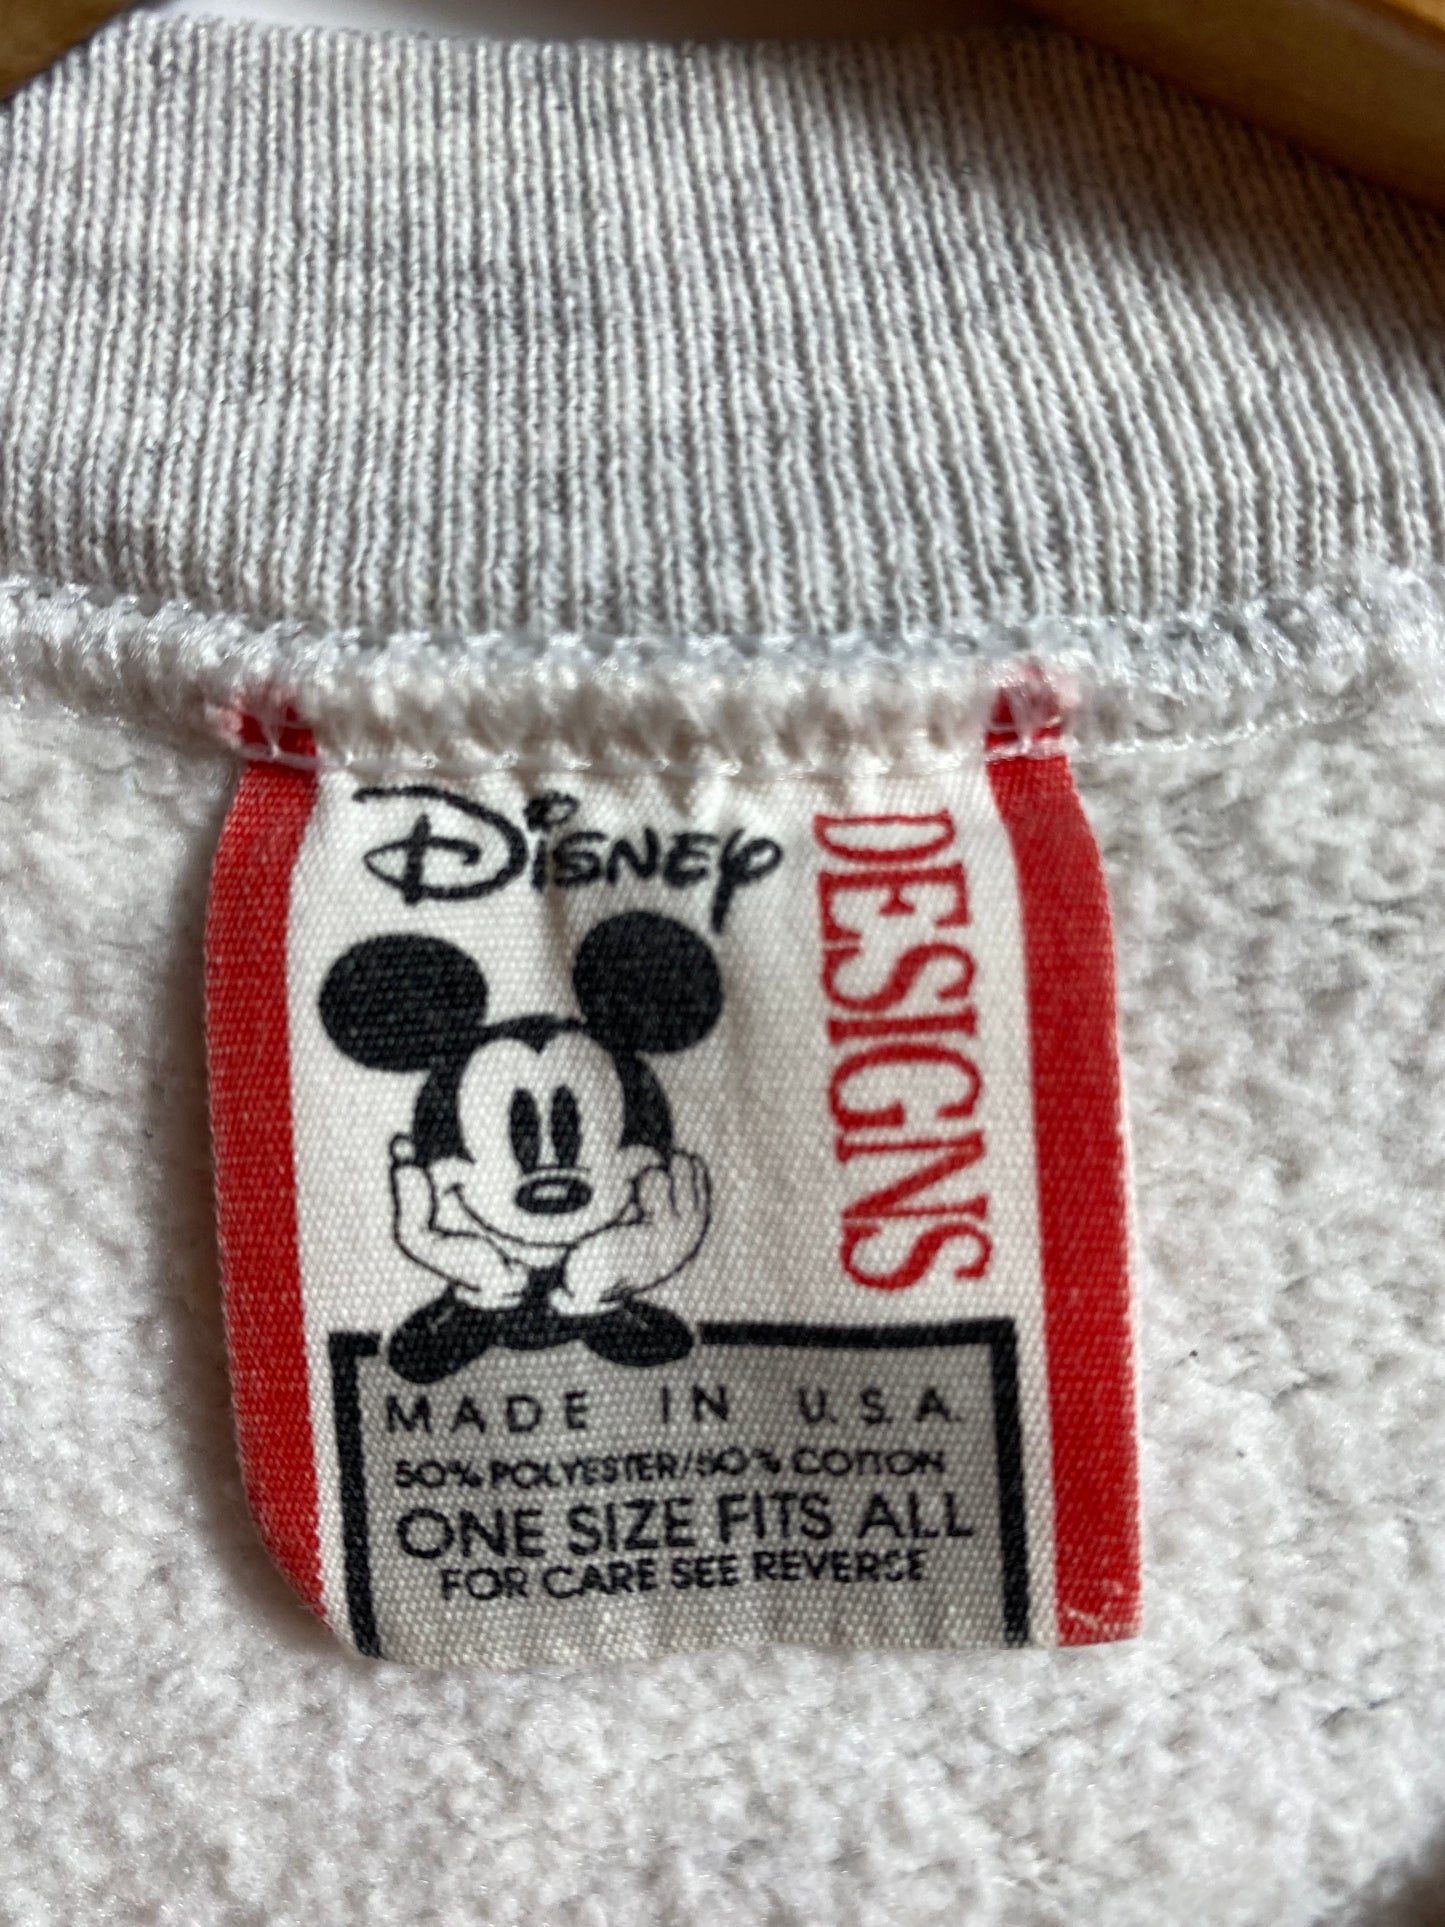 Disney
DESIGNS
MADE IN U.S.A.
50% POLYESTER/50% COTTON
ONE SIZE FITS ALL
FOR CARE SEE REVERSE